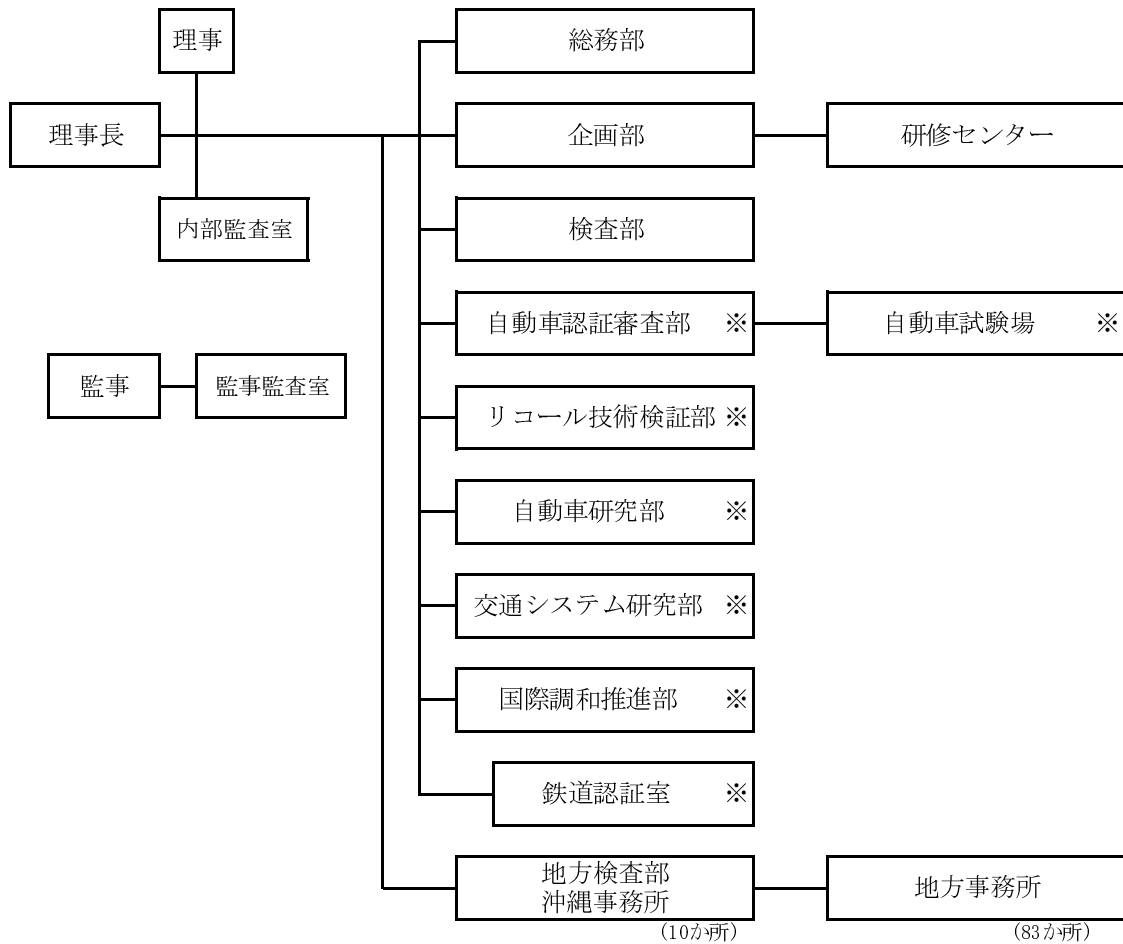 理事
総務部
理事長
企画部
研修センター
内部監査室
検査部
自動車認証審査部 ※
自動車試験場 ※
監事
監事監査室
リコール技術検証部 ※
自動車研究部 ※
交通システム研究部 ※
国際調和推進部 ※
鉄道認証室 ※
地方検査部
沖縄事務所
(10か所)
地方事務所
(83か所)